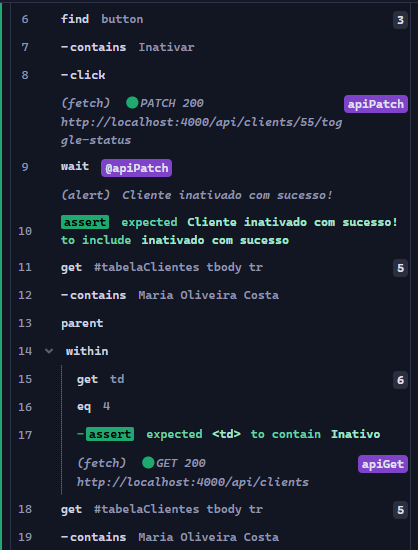 6 find button 3
7 -contains Inativar
8 -click
(fetch) PATCH 200 apiPatch
http://localhost:4000/api/clients/55/tog
gle-status
9 wait @apiPatch
(alert) Cliente inativado com sucesso!
assert expected Cliente inativado com sucesso!
10 to include inativado com sucesso
11 get #tabelaClientes tbody tr 5
12 -contains Maria Oliveira Costa
13 parent
14 within
15 get td 6
16 eq 4
17 -assert expected <td> to contain Inativo
(fetch) GET 200 apiGet
http://localhost:4000/api/clients
18 get #tabelaClientes tbody tr 5
19 -contains Maria Oliveira Costa